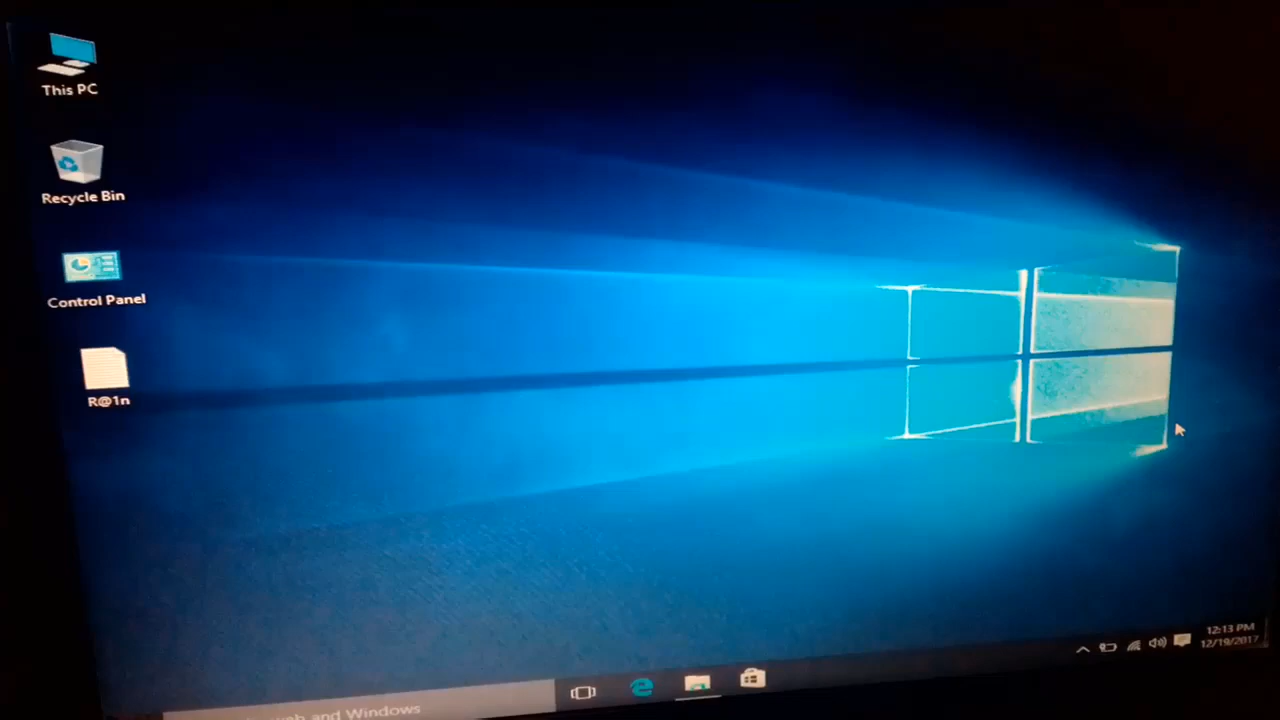 This PC
Recycle Bin
Control Panel
R@1n
12:13 PM
12/19/2017
web and Windows